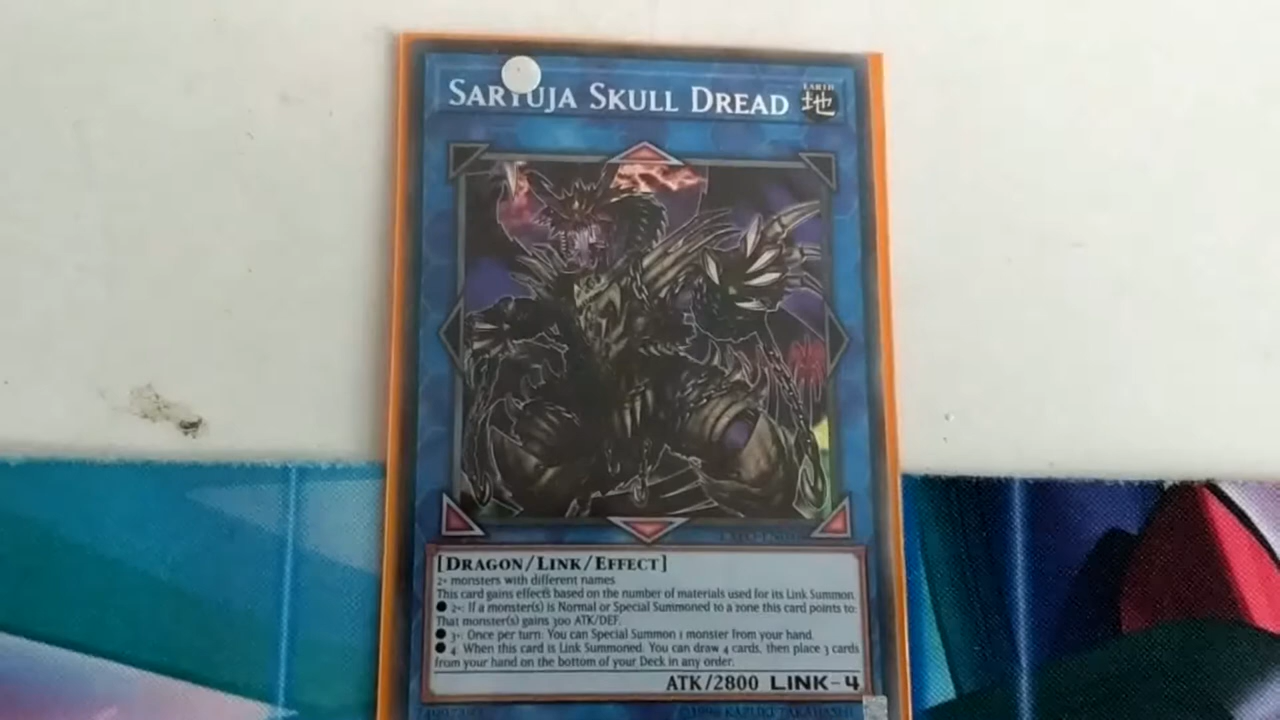 SARYUJA SKULL DREAD
EARTH
地
[DRAGON/LINK/EFFECT]
2+ monsters with different names
This card gains effects based on the number of materials used for its Link Summon.
● 2+: If a monster(s) is Normal or Special Summoned to a zone this card points to:
That monster(s) gains 300 ATK/DEF.
● 3+: Once per turn: You can Special Summon 1 monster from your hand.
● 4: When this card is Link Summoned: You can draw 4 cards, then place 3 cards
from your hand on the bottom of your Deck in any order.
ATK/2800 LINK-4
©1996 KAZUKI TAKAHASHI